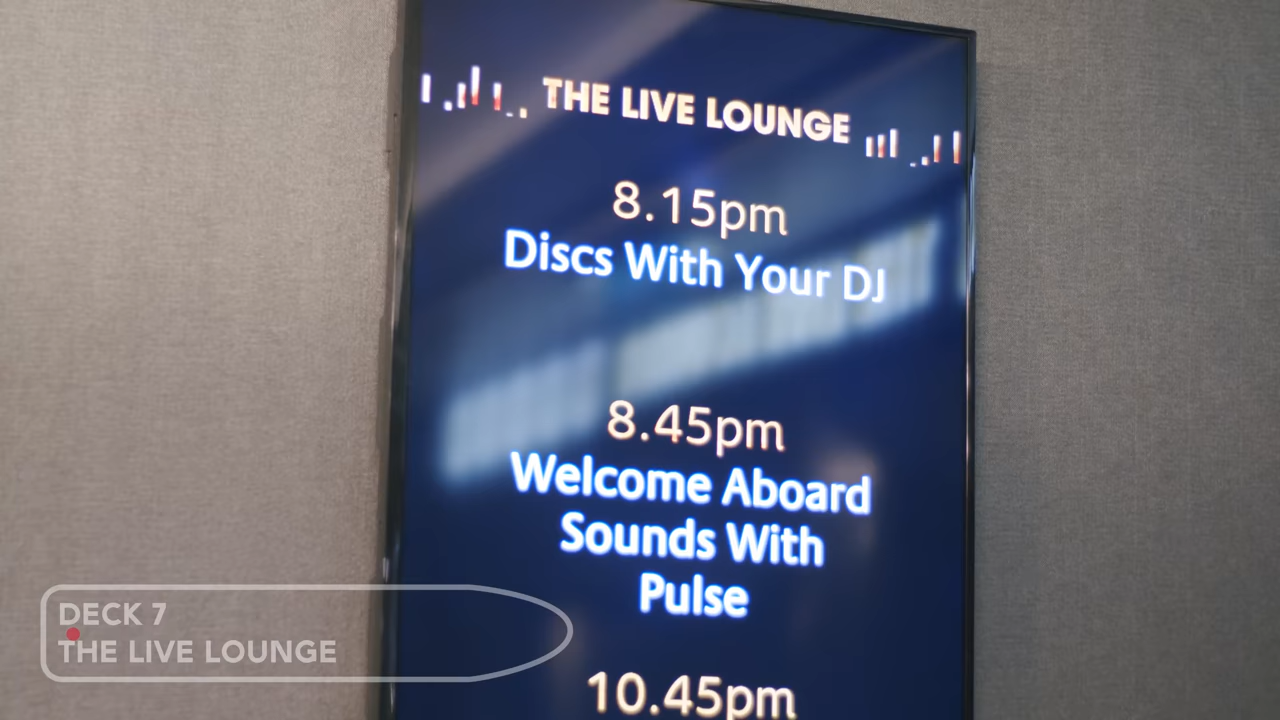 THE LIVE LOUNGE
8.15pm
Discs With Your DJ
8.45pm
Welcome Aboard
Sounds With
Pulse
10.45pm
DECK 7
THE LIVE LOUNGE